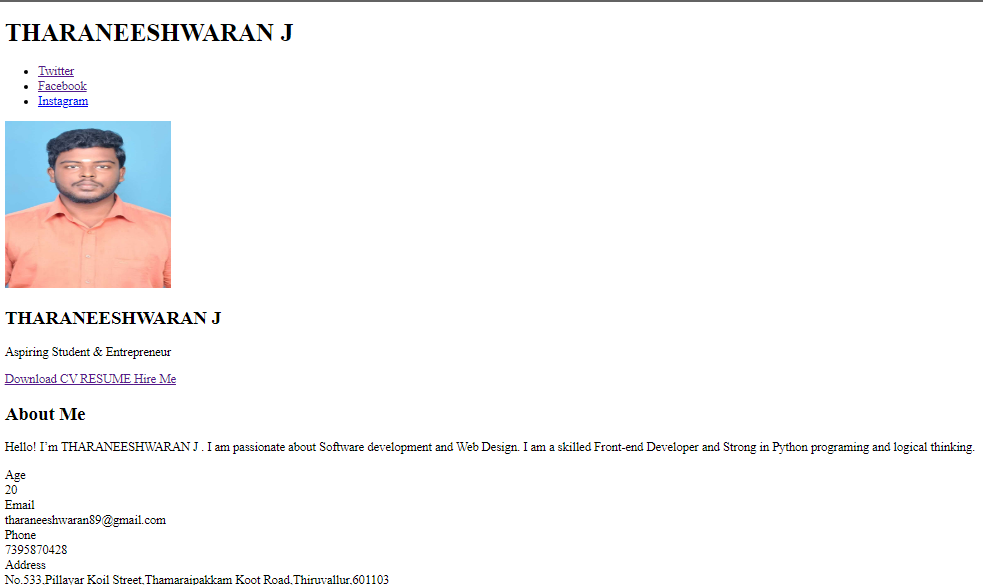 THARANEESHWARAN J
Twitter
Facebook
Instagram
THARANEESHWARAN J
Aspiring Student & Entrepreneur
Download CV RESUME Hire Me
About Me
Hello! I’m THARANEESHWARAN J . I am passionate about Software development and Web Design. I am a skilled Front-end Developer and Strong in Python programing and logical thinking.
Age
20
Email
tharaneeshwaran89@gmail.com
Phone
7395870428
Address
No.533,Pillayar Koil Street,Thamaraipakkam Koot Road,Thiruvallur,601103